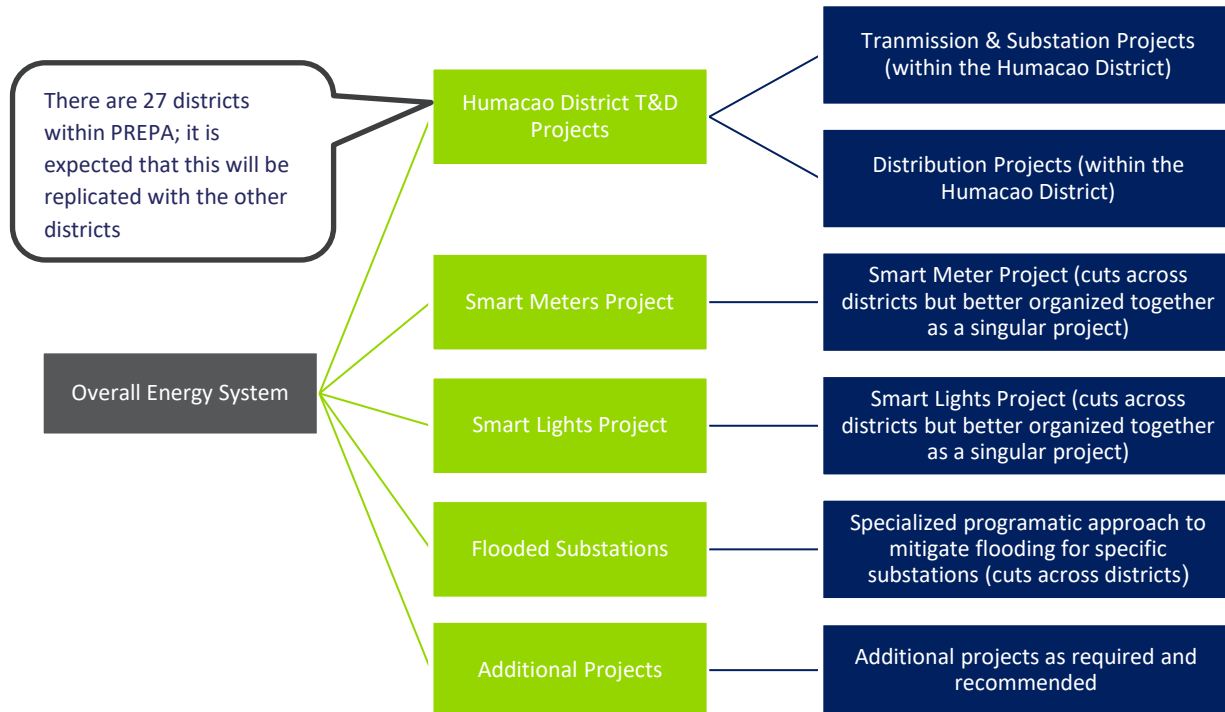 There are 27 districts
within PREPA; it is
expected that this will be
replicated with the other
districts
Overall Energy System
Humacao District T&D
Projects
Smart Meters Project
Smart Lights Project
Flooded Substations
Additional Projects
Tranmission & Substation Projects
(within the Humacao District)
Distribution Projects (within the
Humacao District)
Smart Meter Project (cuts across
districts but better organized together
as a singular project)
Smart Lights Project (cuts across
districts but better organized together
as a singular project)
Specialized programatic approach to
mitigate flooding for specific
substations (cuts across districts)
Additional projects as required and
recommended